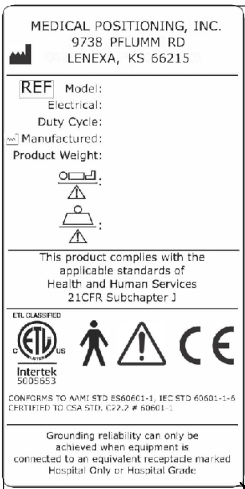 MEDICAL POSITIONING, INC.
9738 PFLUMM RD
LENEXA, KS 66215
REF Model:
Electrical:
Duty Cycle:
Manufactured:
Product Weight:
:
:
This product complies with the
applicable standards of
Health and Human Services
21CFR Subchapter J
ETL CLASSIFIED
C ETL US
Intertek
5005653
CE
CONFORMS TO AAMI STD ES60601-1, IEC STD 60601-1-6
CERTIFIED TO CSA STD. C22.2 # 60601-1
Grounding reliability can only be
achieved when equipment is
connected to an equivalent receptacle marked
Hospital Only or Hospital Grade